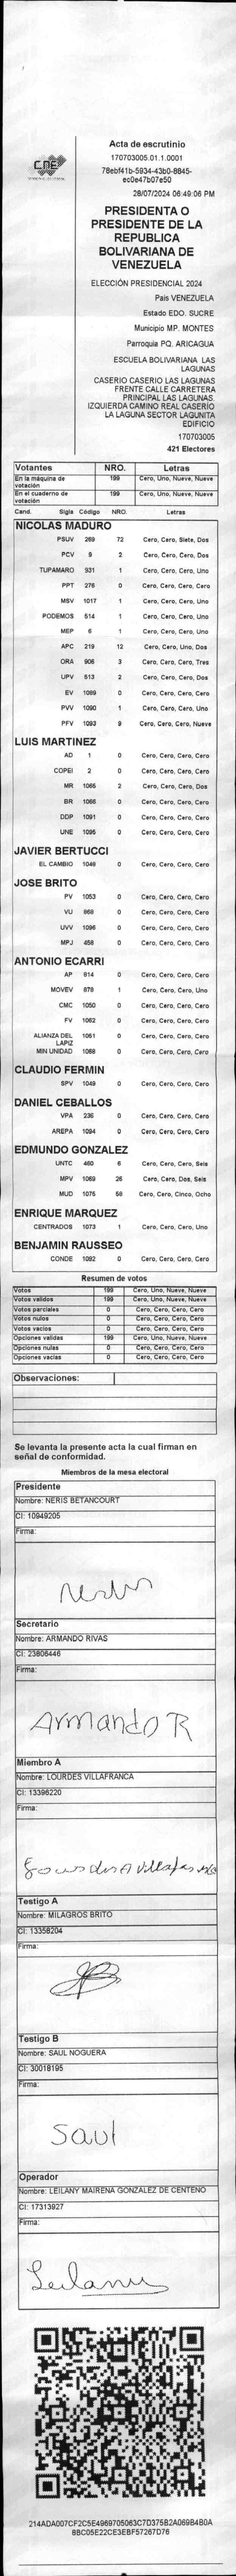 CNE
Acta de escrutinio
170703005.01.1.0001
78ebf41b-5934-43b0-8845-
ec0e47b07e50
28/07/2024 06:49:06 PM
PRESIDENTA O
PRESIDENTE DE LA
REPUBLICA
BOLIVARIANA DE
VENEZUELA
ELECCIÓN PRESIDENCIAL 2024
Pais VENEZUELA
Estado EDO. SUCRE
Municipio MP. MONTES
Parroquia PQ. ARICAGUA
ESCUELA BOLIVARIANA LAS
LAGUNAS
CASERIO CASERIO LAS LAGUNAS
FRENTE CALLE CARRETERA
PRINCIPAL LAS LAGUNAS.
IZQUIERDA CAMINO REAL CASERIO
LA LAGUNA SECTOR LAGUNITA
EDIFICIO
170703005
421 Electores
Votantes NRO. Letras
En la máquina de votación 199 Cero, Uno, Nueve, Nueve
En el cuaderno de votación 199 Cero, Uno, Nueve, Nueve
Cand. Sigla Código NRO. Letras
NICOLAS MADURO
PSUV 269 72 Cero, Cero, Siete, Dos
PCV 9 2 Cero, Cero, Cero, Dos
TUPAMARO 931 1 Cero, Cero, Cero, Uno
PPT 276 0 Cero, Cero, Cero, Cero
MSV 1017 1 Cero, Cero, Cero, Uno
PODEMOS 514 1 Cero, Cero, Cero, Uno
MEP 6 1 Cero, Cero, Cero, Uno
APC 219 12 Cero, Cero, Uno, Dos
ORA 906 3 Cero, Cero, Cero, Tres
UPV 513 2 Cero, Cero, Cero, Dos
EV 1089 0 Cero, Cero, Cero, Cero
PVV 1090 1 Cero, Cero, Cero, Uno
PFV 1093 9 Cero, Cero, Cero, Nueve
LUIS MARTINEZ
AD 1 0 Cero, Cero, Cero, Cero
COPEI 2 0 Cero, Cero, Cero, Cero
MR 1065 2 Cero, Cero, Cero, Dos
BR 1066 0 Cero, Cero, Cero, Cero
DDP 1091 0 Cero, Cero, Cero, Cero
UNE 1095 0 Cero, Cero, Cero, Cero
JAVIER BERTUCCI
EL CAMBIO 1048 0 Cero, Cero, Cero, Cero
JOSE BRITO
PV 1053 0 Cero, Cero, Cero, Cero
VU 868 0 Cero, Cero, Cero, Cero
UVV 1096 0 Cero, Cero, Cero, Cero
MPJ 458 0 Cero, Cero, Cero, Cero
ANTONIO ECARRI
AP 814 0 Cero, Cero, Cero, Cero
MOVEV 878 1 Cero, Cero, Cero, Uno
CMC 1050 0 Cero, Cero, Cero, Cero
FV 1062 0 Cero, Cero, Cero, Cero
ALIANZA DEL LAPIZ 1051 0 Cero, Cero, Cero, Cero
MIN UNIDAD 1068 0 Cero, Cero, Cero, Cero
CLAUDIO FERMIN
SPV 1049 0 Cero, Cero, Cero, Cero
DANIEL CEBALLOS
VPA 236 0 Cero, Cero, Cero, Cero
AREPA 1094 0 Cero, Cero, Cero, Cero
EDMUNDO GONZALEZ
UNTC 460 6 Cero, Cero, Cero, Seis
MPV 1069 26 Cero, Cero, Dos, Seis
MUD 1075 58 Cero, Cero, Cinco, Ocho
ENRIQUE MARQUEZ
CENTRADOS 1073 1 Cero, Cero, Cero, Uno
BENJAMIN RAUSSEO
CONDE 1092 0 Cero, Cero, Cero, Cero
Resumen de votos
Votos 199 Cero, Uno, Nueve, Nueve
Votos validos 199 Cero, Uno, Nueve, Nueve
Votos parciales 0 Cero, Cero, Cero, Cero
Votos nulos 0 Cero, Cero, Cero, Cero
Votos vacios 0 Cero, Cero, Cero, Cero
Opciones validas 199 Cero, Uno, Nueve, Nueve
Opciones nulas 0 Cero, Cero, Cero, Cero
Opciones vacias 0 Cero, Cero, Cero, Cero
Observaciones:
Se levanta la presente acta la cual firman en
señal de conformidad.
Miembros de la mesa electoral
Presidente
Nombre: NERIS BETANCOURT
CI: 10949205
Firma:
Secretario
Nombre: ARMANDO RIVAS
CI: 23806446
Firma:
Armando R
Miembro A
Nombre: LOURDES VILLAFRANCA
CI: 13396220
Firma:
Testigo A
Nombre: MILAGROS BRITO
CI: 13358204
Firma:
Testigo B
Nombre: SAUL NOGUERA
CI: 30018195
Firma:
Saul
Operador
Nombre: LEILANY MAIRENA GONZALEZ DE CENTENO
CI: 17313927
Firma:
214ADA007CF2C5E4969705063C7D375B2A069B4B0A
8BC05E22CE3EBF57267D76